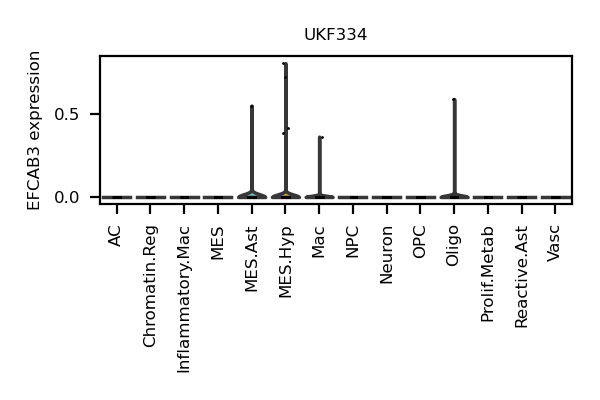 UKF334
EFCAB3 expression
0.5
0.0
AC
Chromatin.Reg
Inflammatory.Mac
MES
MES.Ast
MES.Hyp
Mac
NPC
Neuron
OPC
Oligo
Prolif.Metab
Reactive.Ast
Vasc